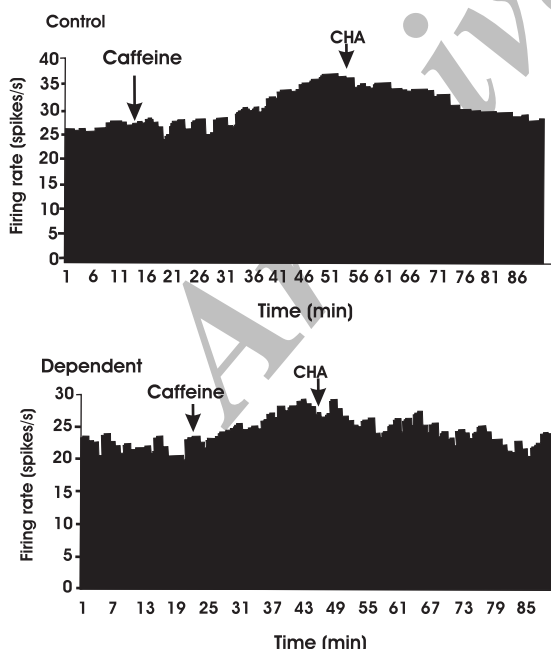 Control
Caffeine
CHA
Firing rate (spikes/s)
40
35
30
25
20
15
10
5
0
1 6 11 16 21 26 31 36 41 46 51 56 61 66 71 76 81 86
Time (min)
Dependent
Caffeine
CHA
Firing rate (spikes/s)
30
25
20
15
10
5
0
1 7 13 19 25 31 37 43 49 55 61 67 73 79 85
Time (min)